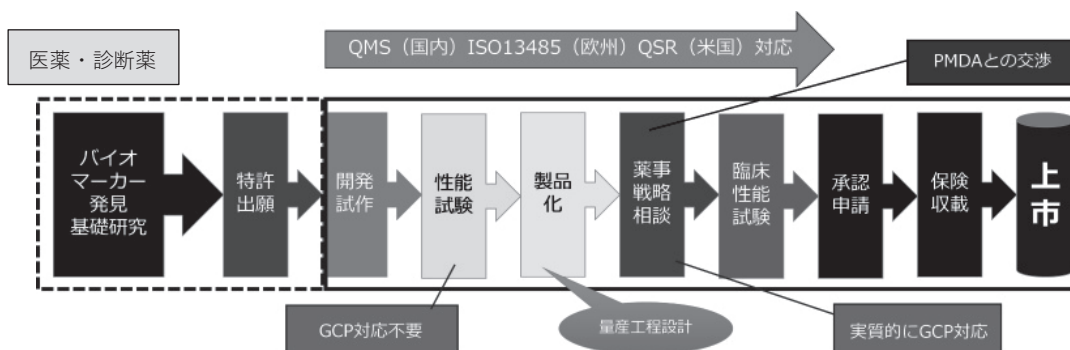 QMS（国内）ISO13485（欧州）QSR（米国）対応
医薬・診断薬
PMDAとの交渉
バイオ
マーカー
発見
基礎研究
特許
出願
開発
試作
性能
試験
製品
化
薬事
戦略
相談
臨床
性能
試験
承認
申請
保険
収載
上
市
GCP対応不要
量産工程設計
実質的にGCP対応